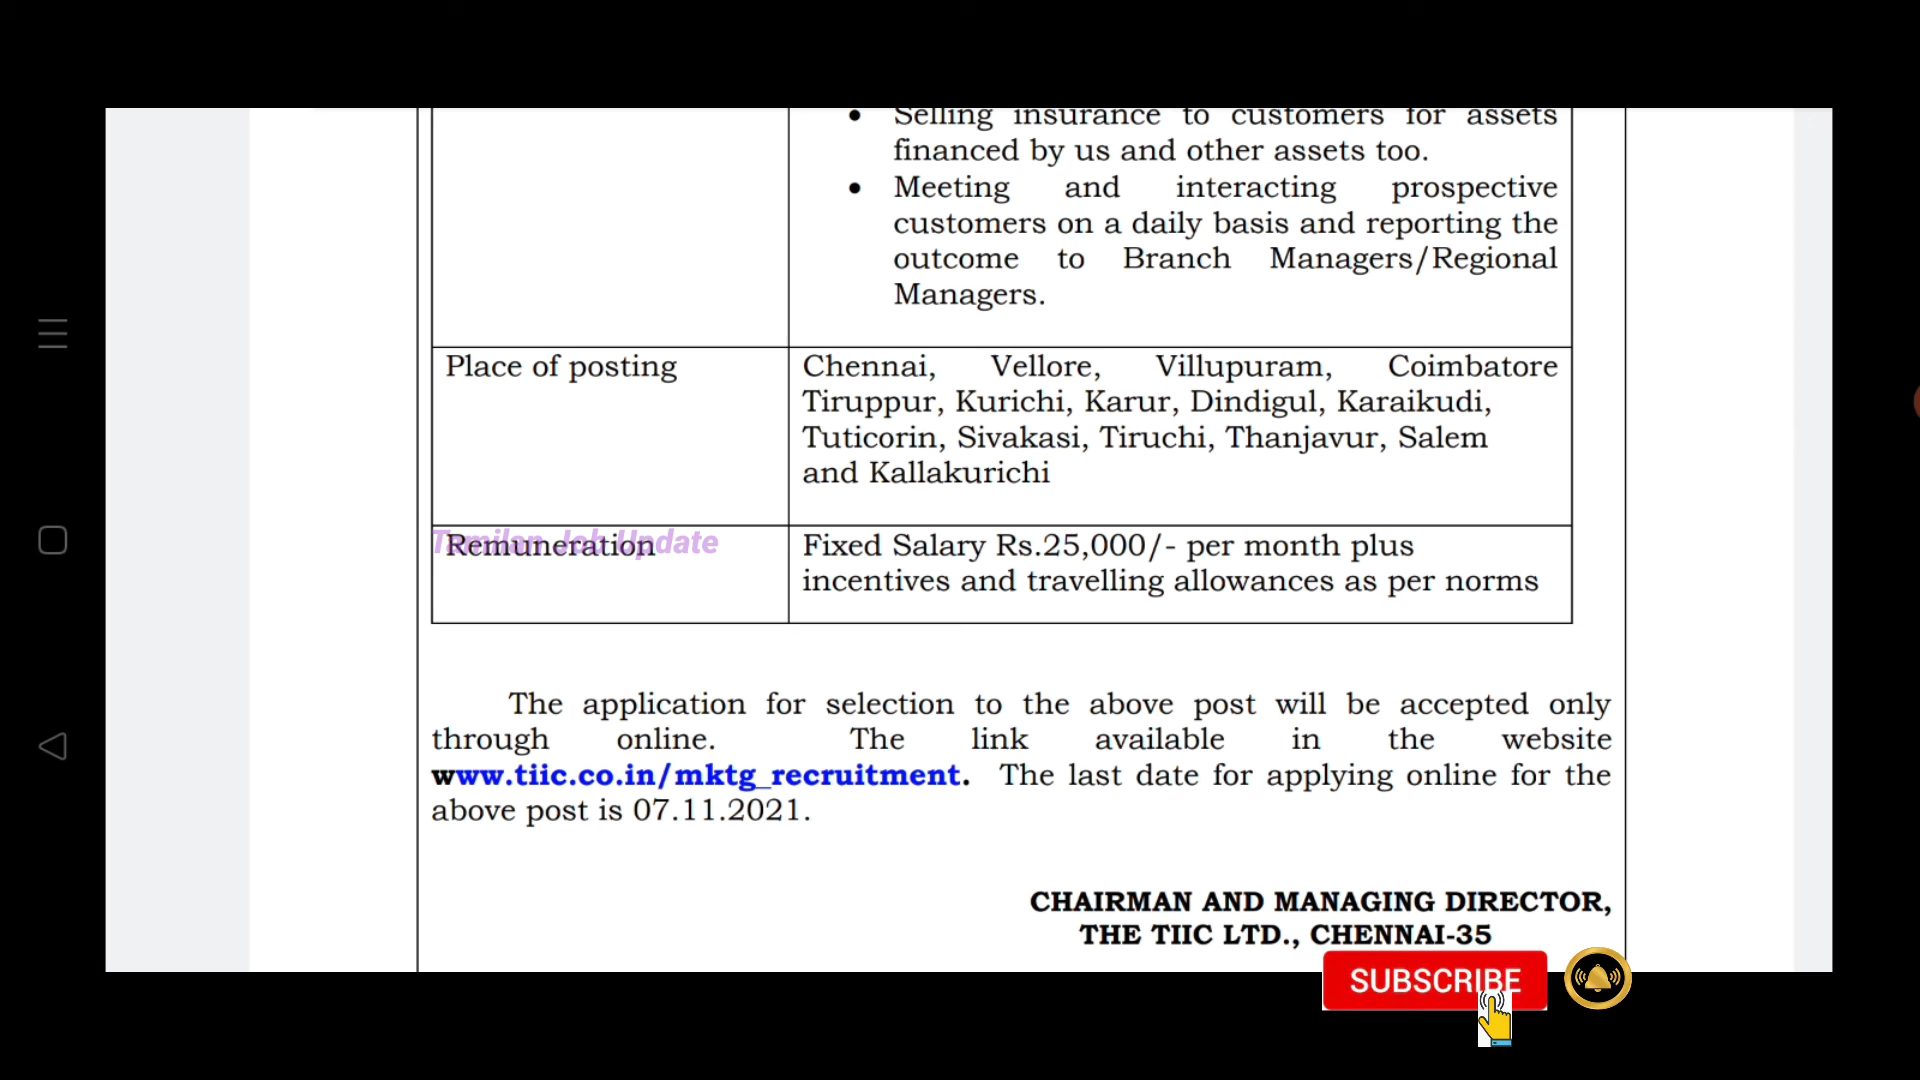 • Selling insurance to customers for assets
financed by us and other assets too.
• Meeting and interacting prospective
customers on a daily basis and reporting the
outcome to Branch Managers/Regional
Managers.
Place of posting
Chennai, Vellore, Villupuram, Coimbatore
Tiruppur, Kurichi, Karur, Dindigul, Karaikudi,
Tuticorin, Sivakasi, Tiruchi, Thanjavur, Salem
and Kallakurichi
Tamilan Job Update
Remuneration
Fixed Salary Rs.25,000/- per month plus
incentives and travelling allowances as per norms
The application for selection to the above post will be accepted only
through online. The link available in the website
www.tiic.co.in/mktg_recruitment. The last date for applying online for the
above post is 07.11.2021.
CHAIRMAN AND MANAGING DIRECTOR,
THE TIIC LTD., CHENNAI-35
SUBSCRIBE